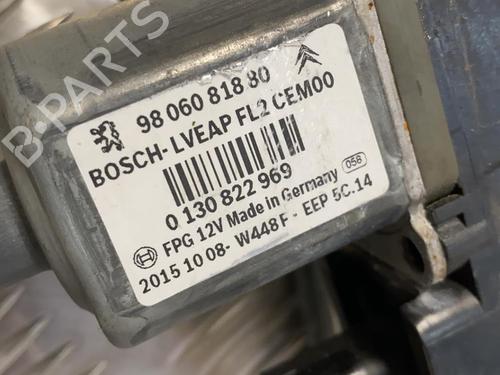 B-PARTS
98 060 818 80
BOSCH-LVEAP FL2 CEM00
0 130 822 969
FPG 12V Made in Germany 056
2015 10 08- W448F - EEP 5C.14